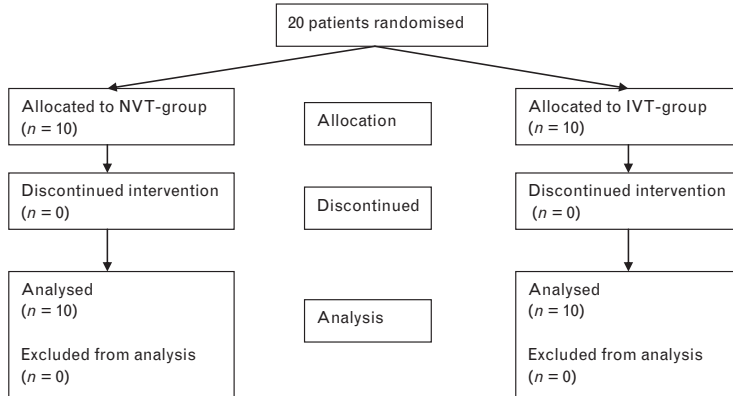 20 patients randomised
Allocated to NVT-group
(n = 10)
Allocation
Allocated to IVT-group
(n = 10)
Discontinued intervention
(n = 0)
Discontinued
Discontinued intervention
(n = 0)
Analysed
(n = 10)
Excluded from analysis
(n = 0)
Analysis
Analysed
(n = 10)
Excluded from analysis
(n = 0)